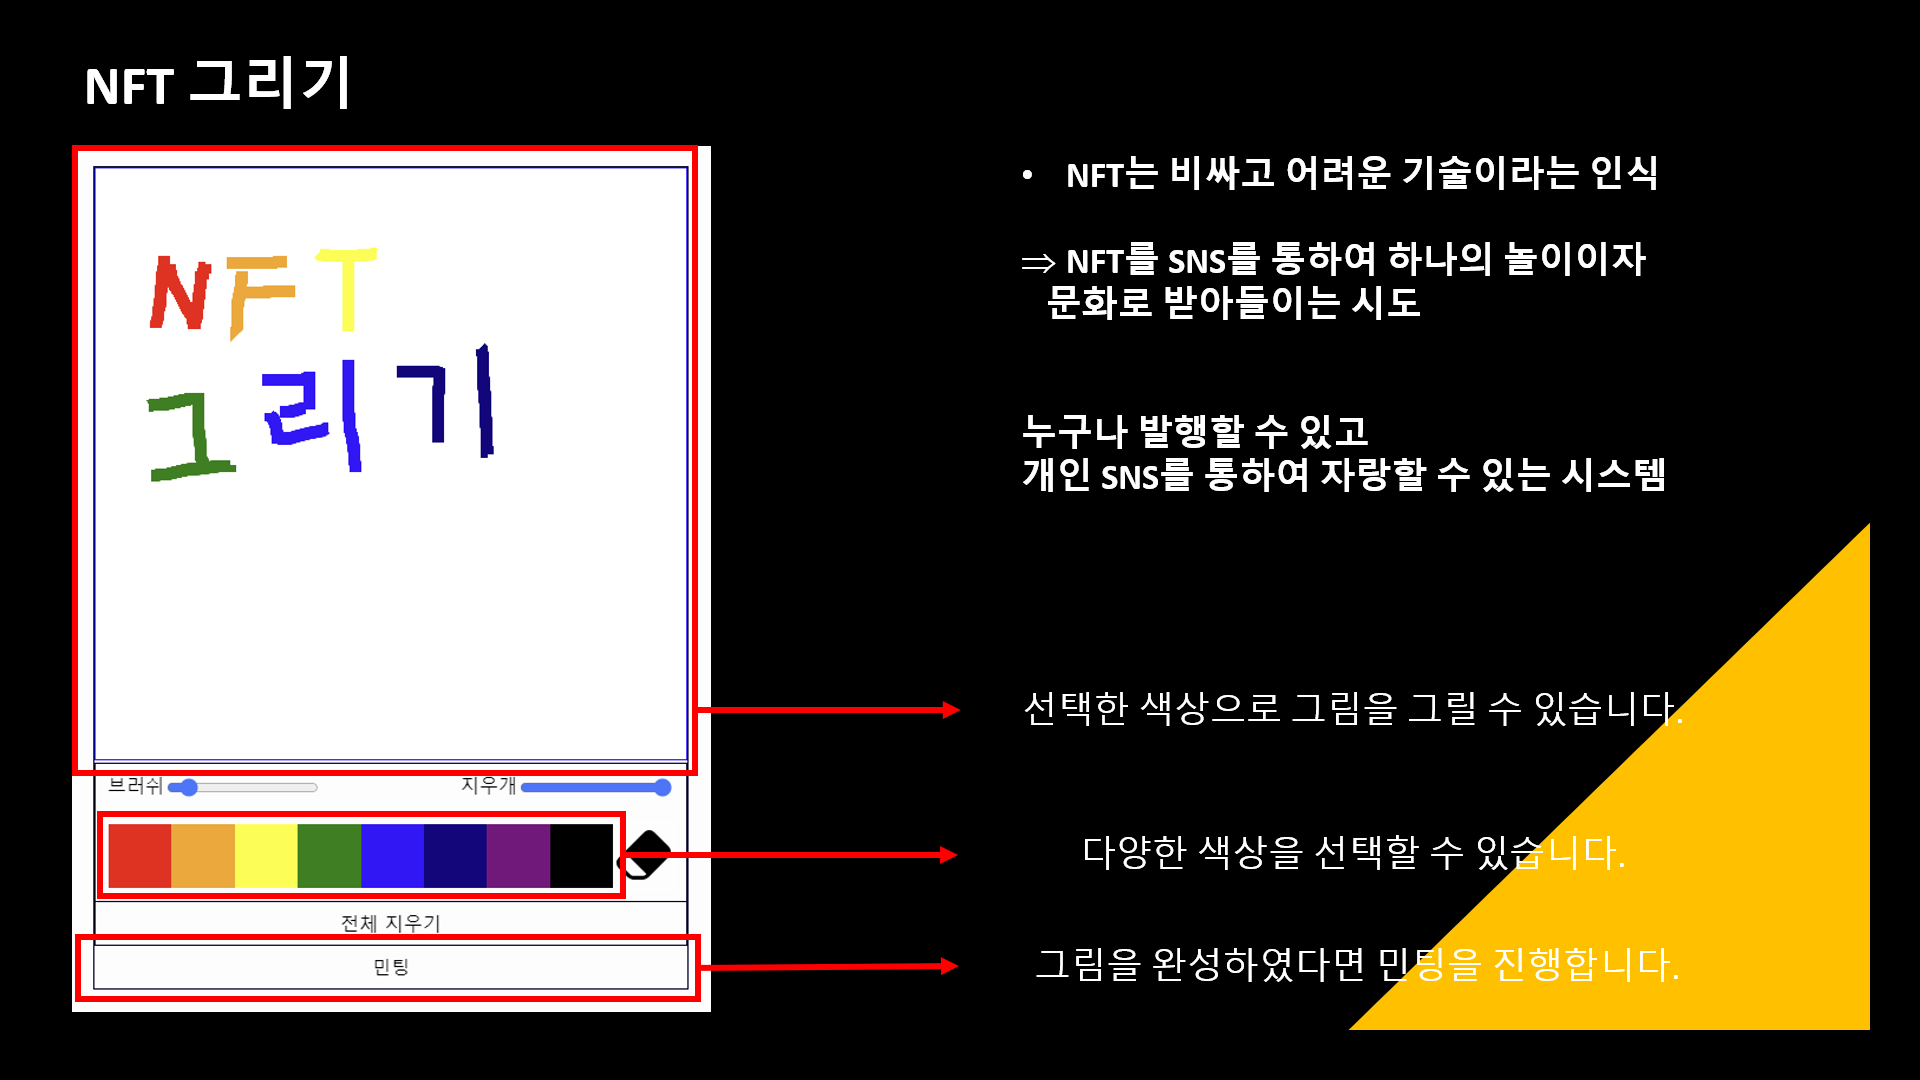 NFT 그리기
NFT
그리기
브러쉬
지우개
전체 지우기
민팅
• NFT는 비싸고 어려운 기술이라는 인식
⇒ NFT를 SNS를 통하여 하나의 놀이이자
문화로 받아들이는 시도
누구나 발행할 수 있고
개인 SNS를 통하여 자랑할 수 있는 시스템
선택한 색상으로 그림을 그릴 수 있습니다.
다양한 색상을 선택할 수 있습니다.
그림을 완성하였다면 민팅을 진행합니다.